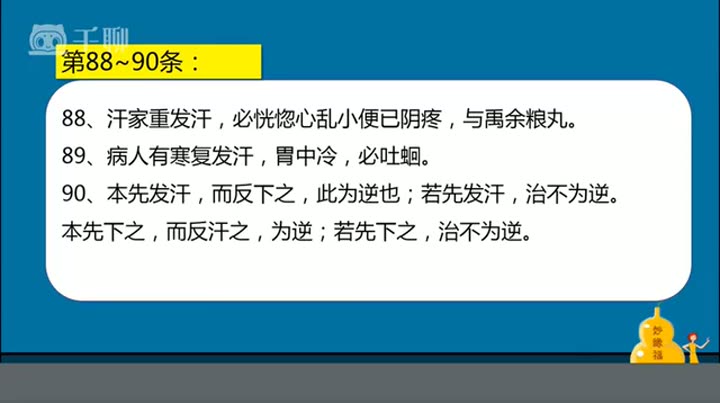 千聊
第88~90条：
88、汗家重发汗，必恍惚心乱小便已阴疼，与禹余粮丸。
89、病人有寒复发汗，胃中冷，必吐蛔。
90、本先发汗，而反下之，此为逆也；若先发汗，治不为逆。
本先下之，而反汗之，为逆；若先下之，治不为逆。
妙
缘
福